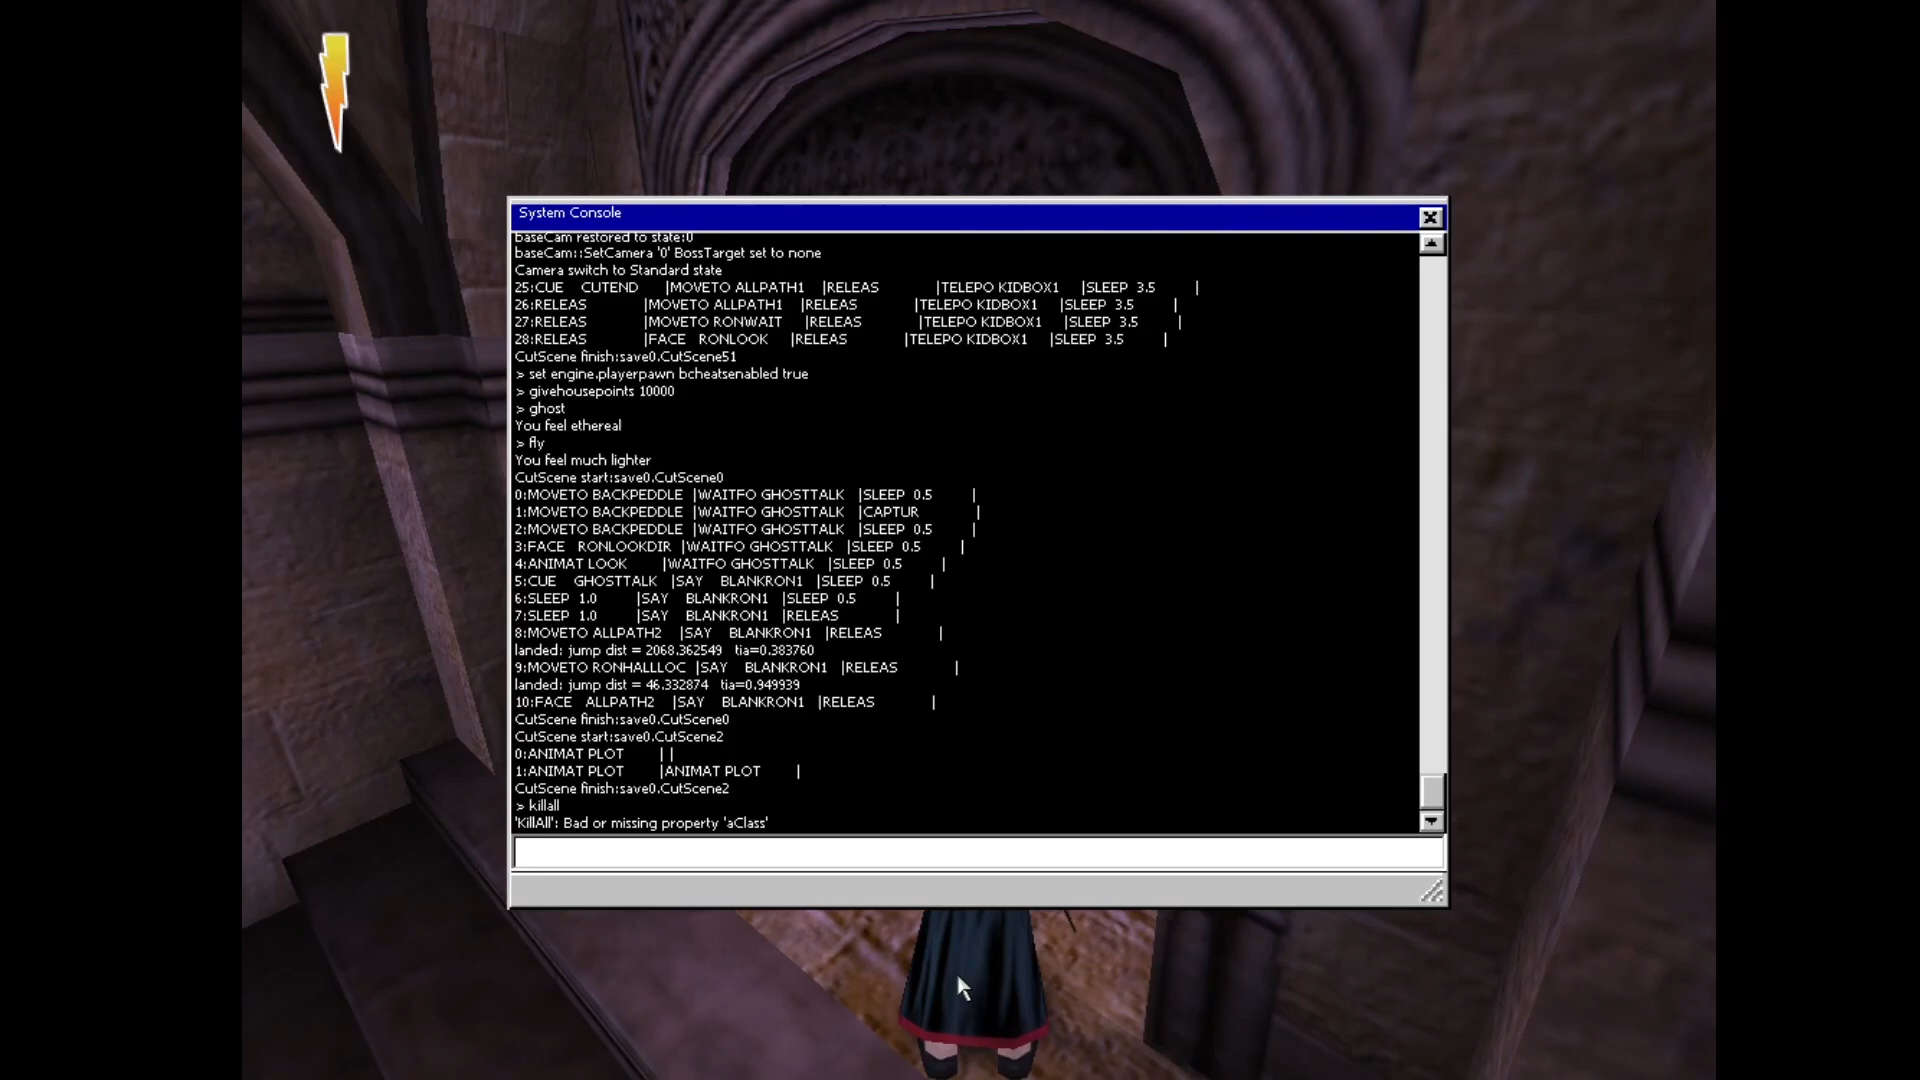 System Console
baseCam restored to state:0
baseCam::SetCamera '0' BossTarget set to none
Camera switch to Standard state
25:CUE CUTEND |MOVETO ALLPATH1 |RELEAS |TELEPO KIDBOX1 |SLEEP 3.5 |
26:RELEAS |MOVETO ALLPATH1 |RELEAS |TELEPO KIDBOX1 |SLEEP 3.5 |
27:RELEAS |MOVETO RONWAIT |RELEAS |TELEPO KIDBOX1 |SLEEP 3.5 |
28:RELEAS |FACE RONLOOK |RELEAS |TELEPO KIDBOX1 |SLEEP 3.5 |
CutScene finish:save0.CutScene51
> set engine.playerpawn bcheatsenabled true
> givehousepoints 10000
> ghost
You feel ethereal
> fly
You feel much lighter
CutScene start:save0.CutScene0
0:MOVETO BACKPEDDLE |WAITFO GHOSTTALK |SLEEP 0.5 |
1:MOVETO BACKPEDDLE |WAITFO GHOSTTALK |CAPTUR |
2:MOVETO BACKPEDDLE |WAITFO GHOSTTALK |SLEEP 0.5 |
3:FACE RONLOOKDIR |WAITFO GHOSTTALK |SLEEP 0.5 |
4:ANIMAT LOOK |WAITFO GHOSTTALK |SLEEP 0.5 |
5:CUE GHOSTTALK |SAY BLANKRON1 |SLEEP 0.5 |
6:SLEEP 1.0 |SAY BLANKRON1 |SLEEP 0.5 |
7:SLEEP 1.0 |SAY BLANKRON1 |RELEAS |
8:MOVETO ALLPATH2 |SAY BLANKRON1 |RELEAS |
landed: jump dist = 2068.362549 tia=0.383760
9:MOVETO RONHALLLOC |SAY BLANKRON1 |RELEAS |
landed: jump dist = 46.332874 tia=0.949939
10:FACE ALLPATH2 |SAY BLANKRON1 |RELEAS |
CutScene finish:save0.CutScene0
CutScene start:save0.CutScene2
0:ANIMAT PLOT | |
1:ANIMAT PLOT |ANIMAT PLOT |
CutScene finish:save0.CutScene2
> killall
'KillAll': Bad or missing property 'aClass'